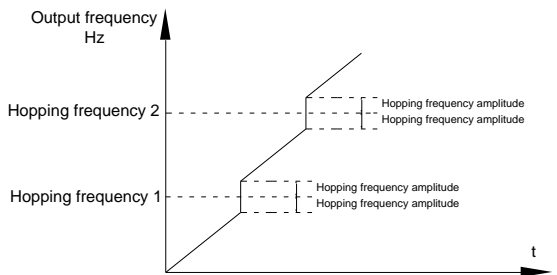 Output frequency
Hz
Hopping frequency 2
Hopping frequency amplitude
Hopping frequency amplitude
Hopping frequency 1
Hopping frequency amplitude
Hopping frequency amplitude
t